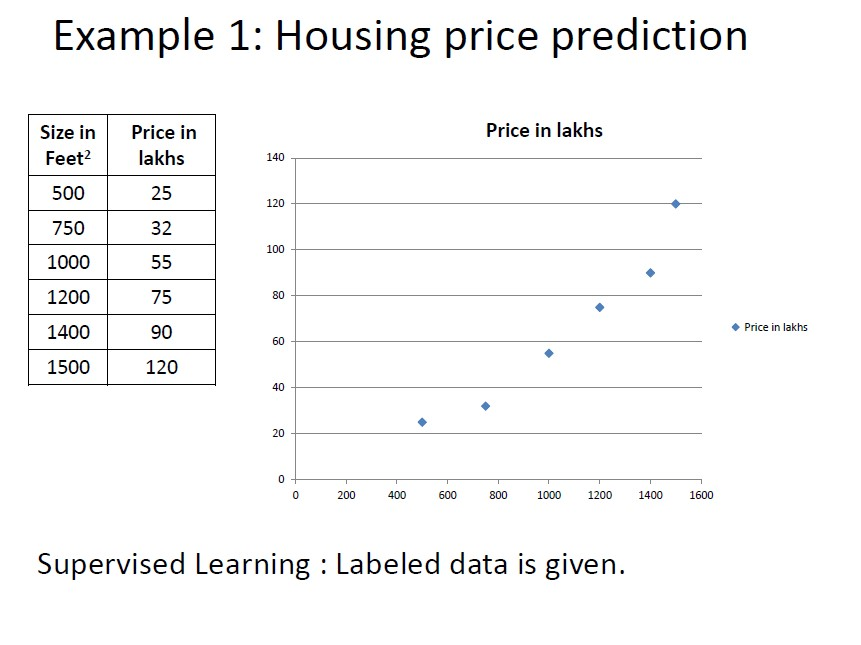 Example 1: Housing price prediction
Size in Feet² Price in lakhs
500 25
750 32
1000 55
1200 75
1400 90
1500 120
Price in lakhs
140
120
100
80
60
40
20
0
0 200 400 600 800 1000 1200 1400 1600
Price in lakhs
Supervised Learning : Labeled data is given.